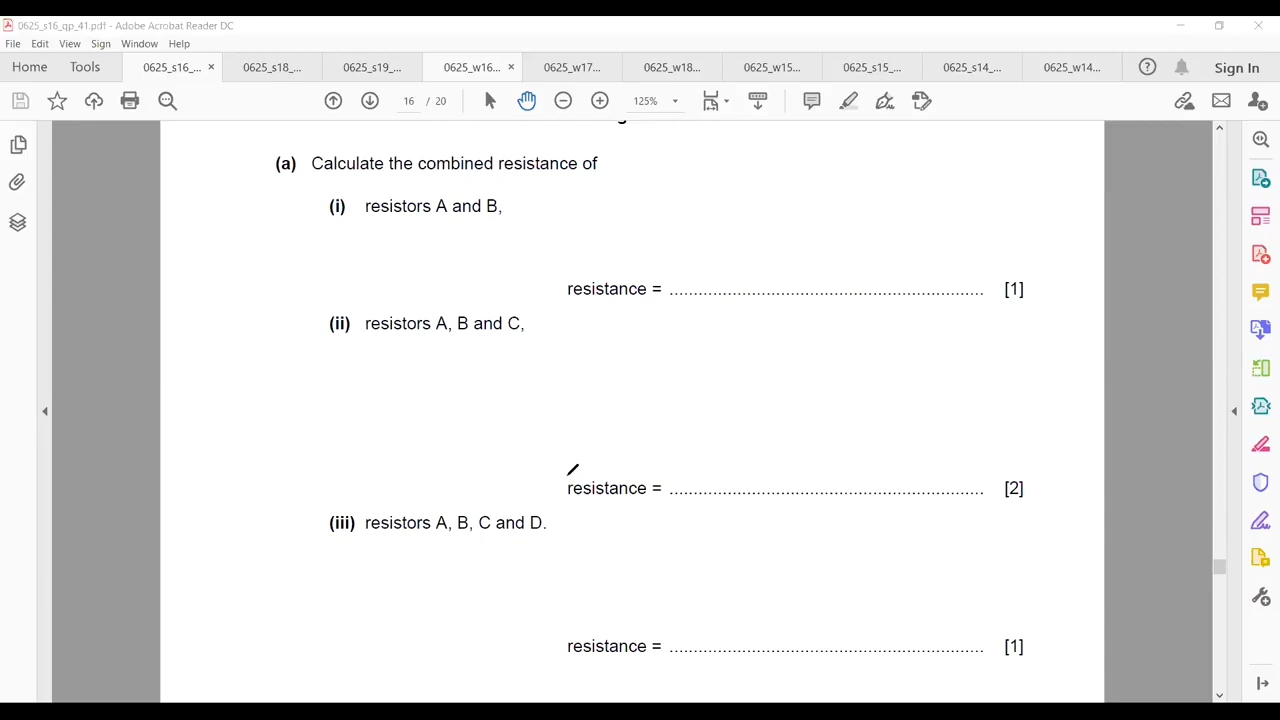 0625_s16_qp_41.pdf - Adobe Acrobat Reader DC
File Edit View Sign Window Help
Home Tools 0625_s16_... × 0625_s18_... 0625_s19_... 0625_w16... × 0625_w17... 0625_w18... 0625_w15... 0625_s15_... 0625_s14_... 0625_w14... Sign In
16 / 20 125%
(a) Calculate the combined resistance of
(i) resistors A and B,
resistance = ................................................................. [1]
(ii) resistors A, B and C,
resistance = ................................................................. [2]
(iii) resistors A, B, C and D.
resistance = ................................................................. [1]